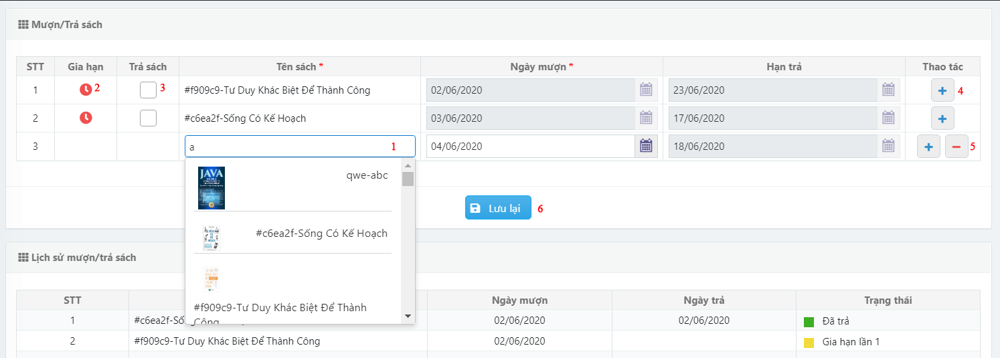 Mượn/Trả sách
STT Gia hạn Trả sách Tên sách * Ngày mượn * Hạn trả Thao tác
1 2 3 #f909c9-Tư Duy Khác Biệt Để Thành Công 02/06/2020 23/06/2020 + 4
2 #c6ea2f-Sống Có Kế Hoạch 03/06/2020 17/06/2020 +
3 a 1 04/06/2020 18/06/2020 + − 5
JAVA qwe-abc
Lưu lại 6
#c6ea2f-Sống Có Kế Hoạch
#f909c9-Tư Duy Khác Biệt Để Thành
Công
Lịch sử mượn/trả sách
STT Ngày mượn Ngày trả Trạng thái
1 #c6ea2f-Số 02/06/2020 02/06/2020 Đã trả
2 #f909c9-Tư Duy Khác Biệt Để Thành Công 02/06/2020 Gia hạn lần 1